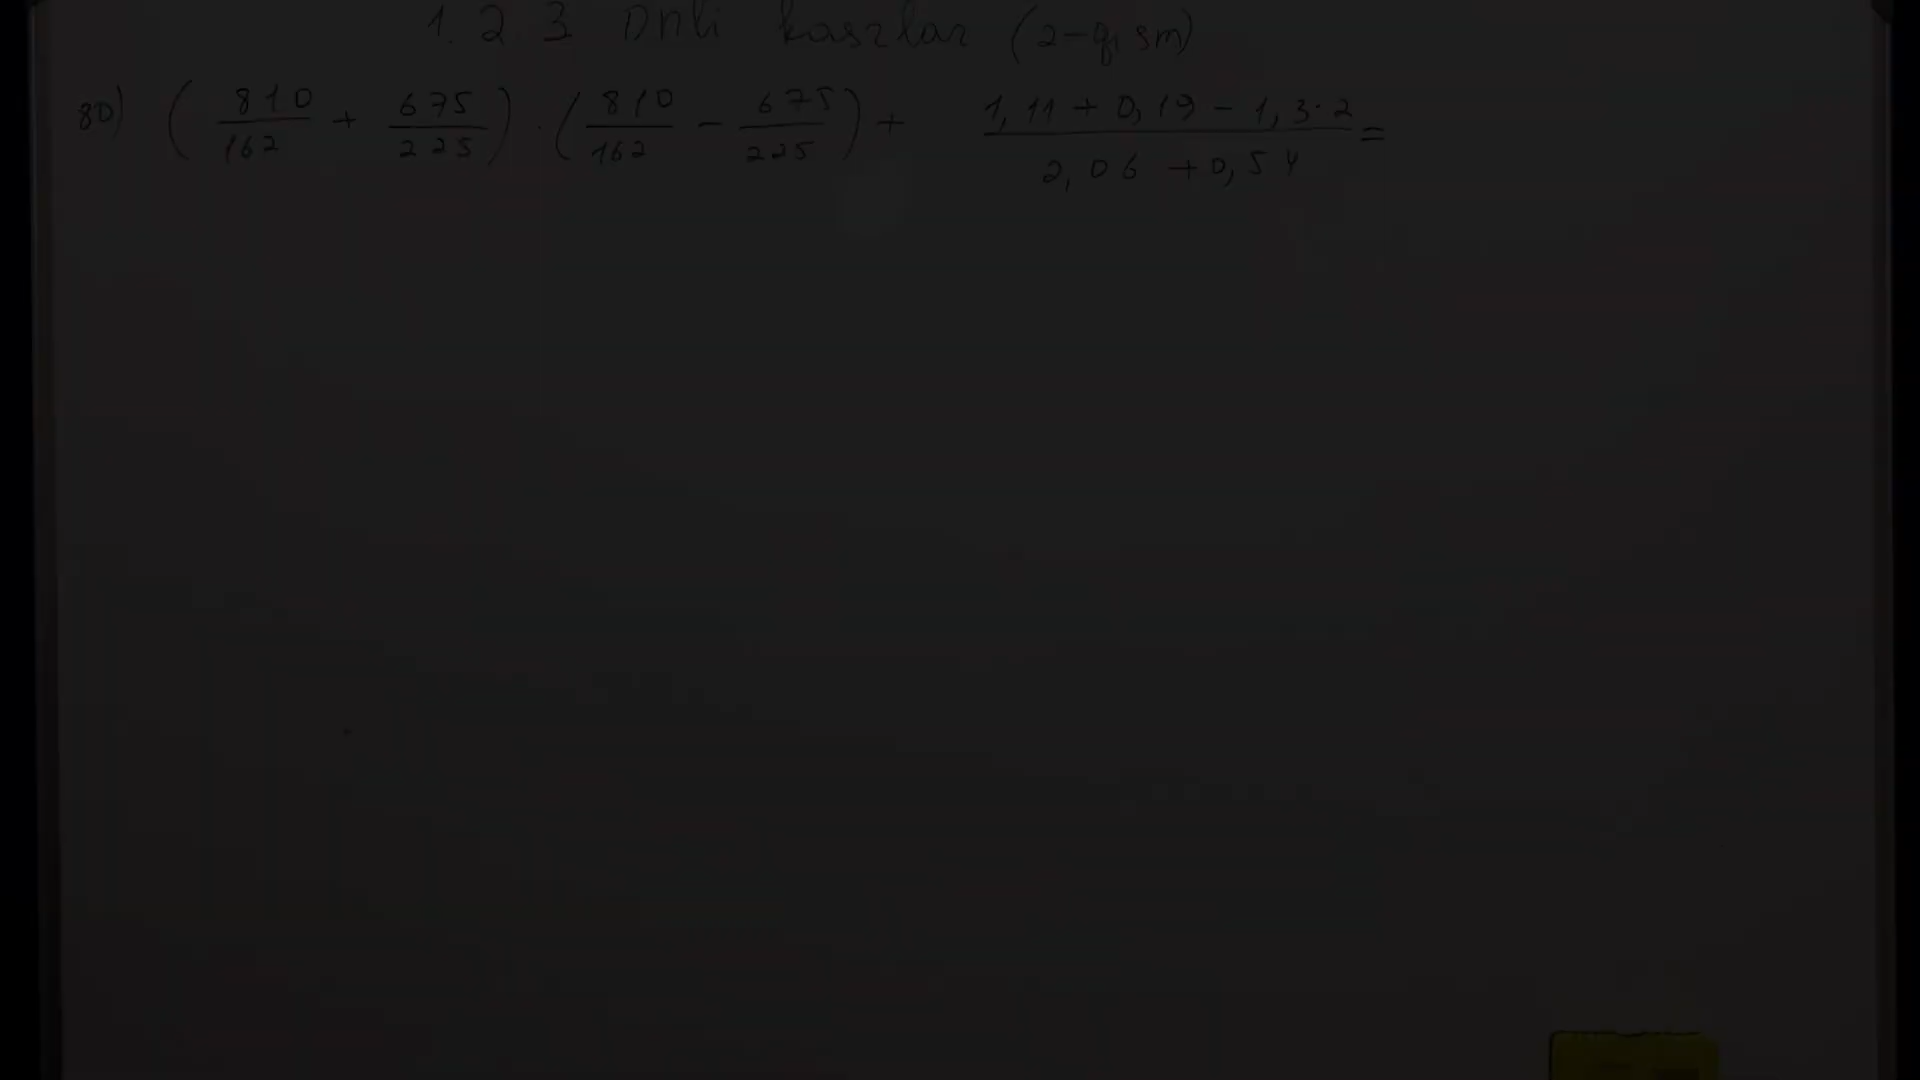 1.2.3 Onli kasrlar (2-qism)
80) (810/162 + 675/225) · (810/162 − 675/225) + (1,11 + 0,19 − 1,3·2)/(2,06 + 0,54) =